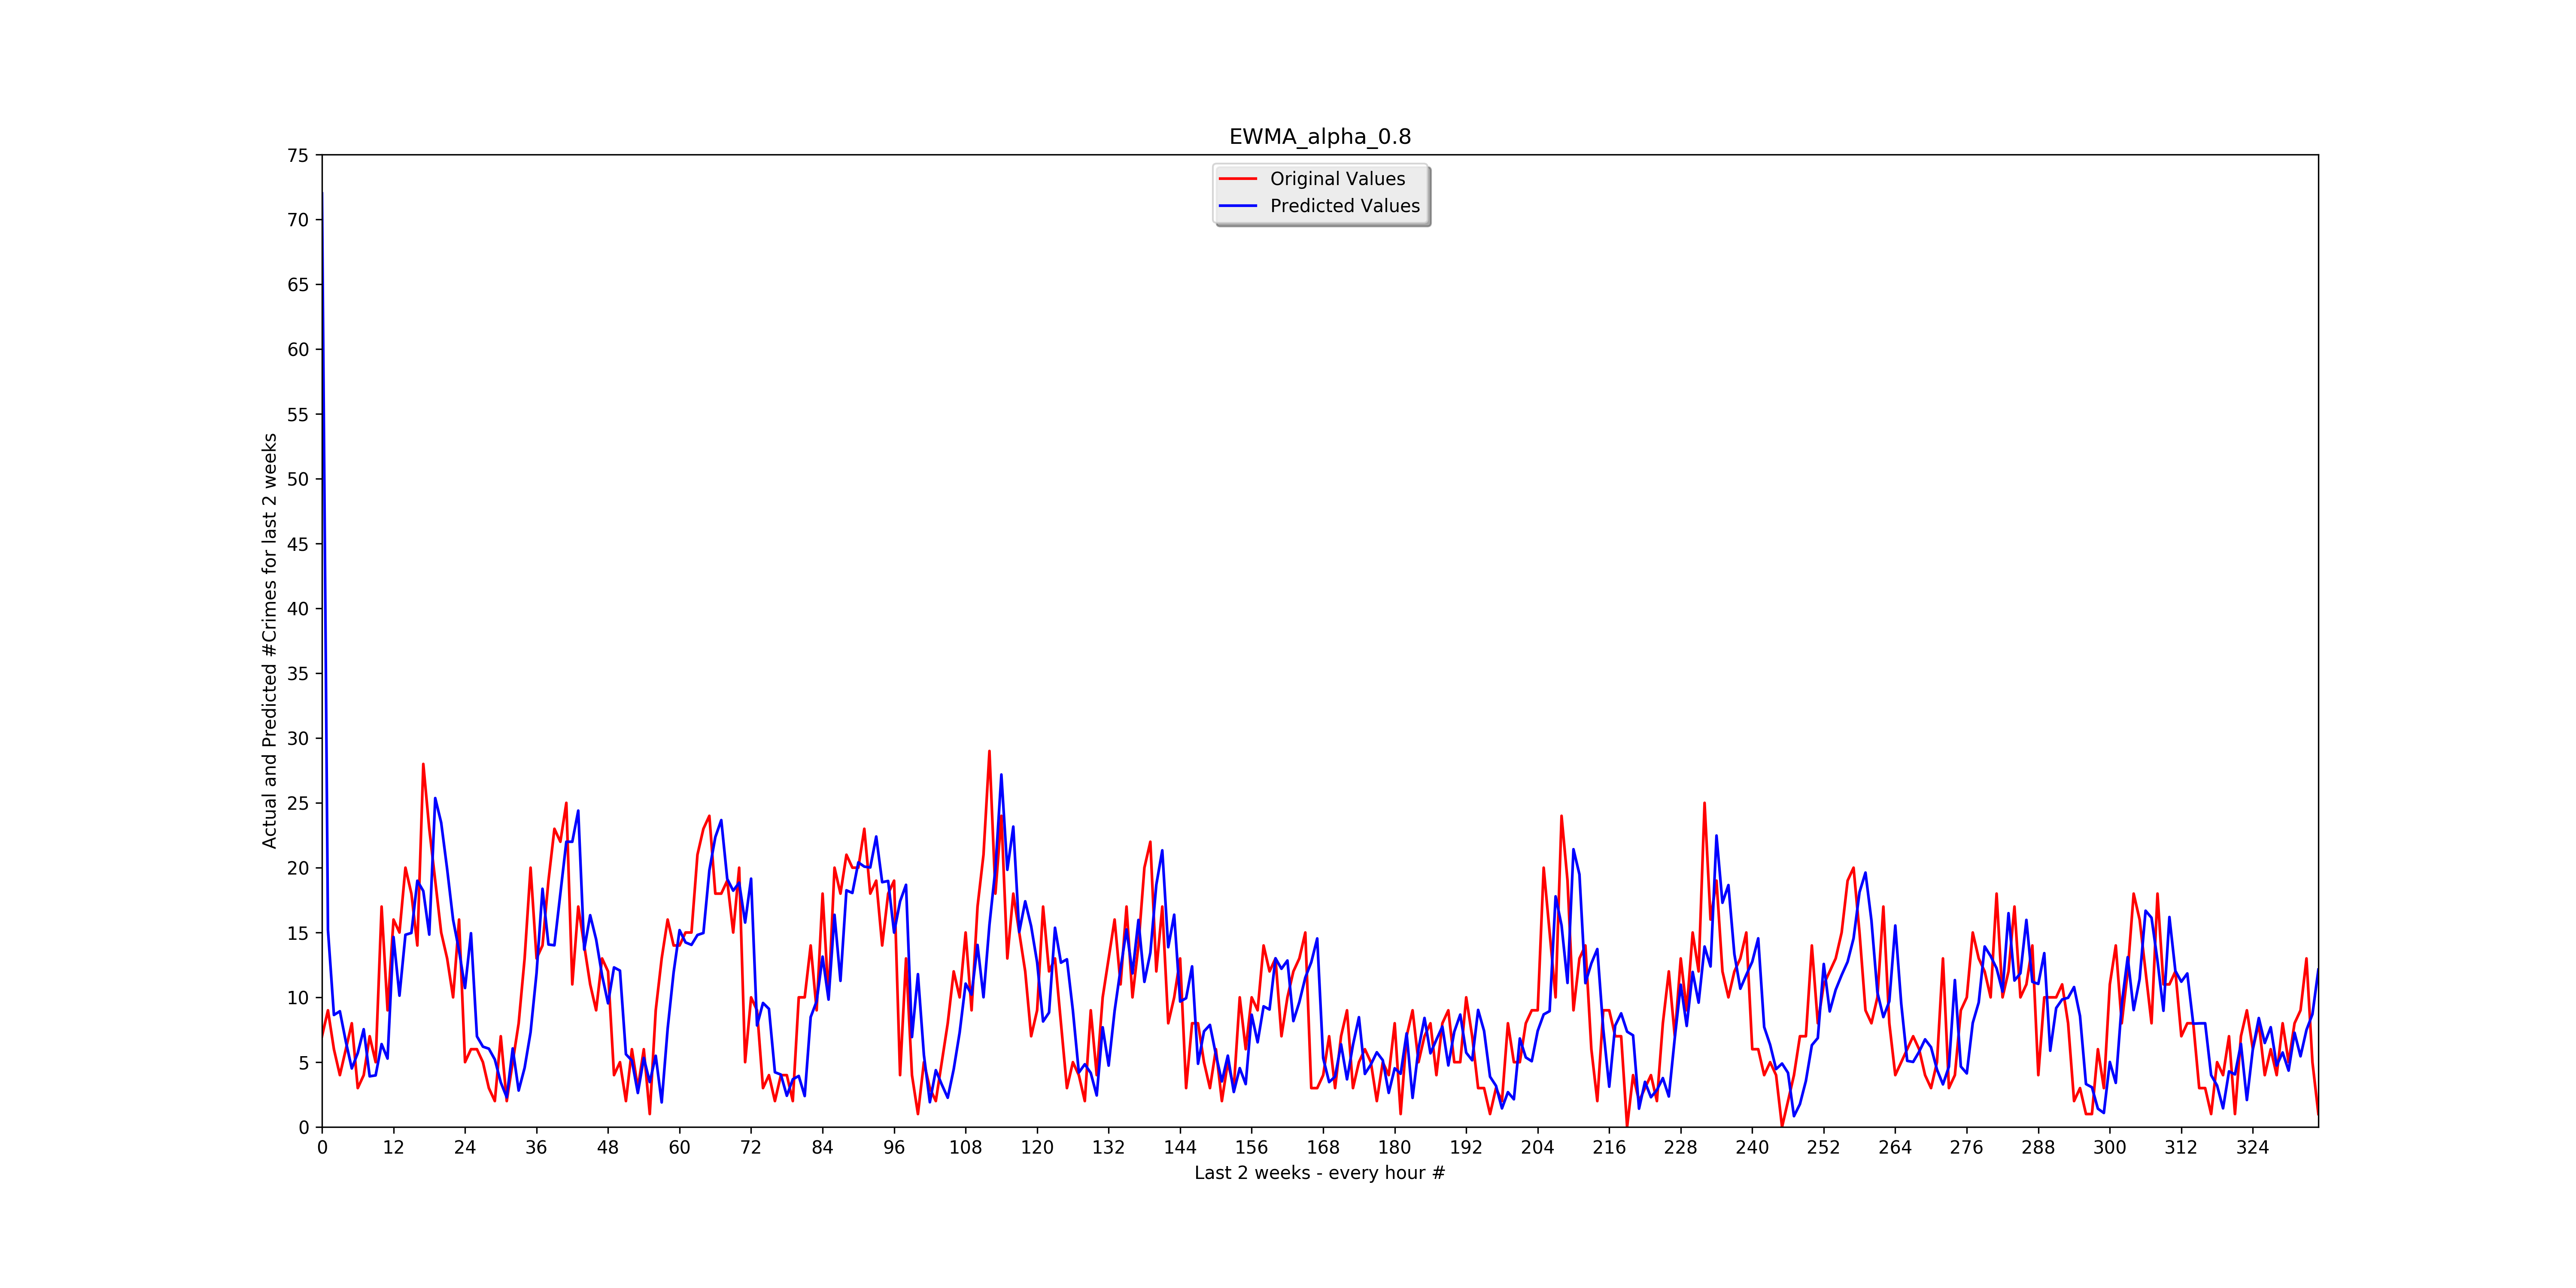 EWMA_alpha_0.8
Original Values
Predicted Values
Actual and Predicted #Crimes for last 2 weeks
75
70
65
60
55
50
45
40
35
30
25
20
15
10
5
0
0 12 24 36 48 60 72 84 96 108 120 132 144 156 168 180 192 204 216 228 240 252 264 276 288 300 312 324
Last 2 weeks - every hour #